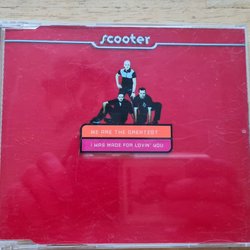 scooter
WE ARE THE GREATEST
I WAS MADE FOR LOVIN' YOU